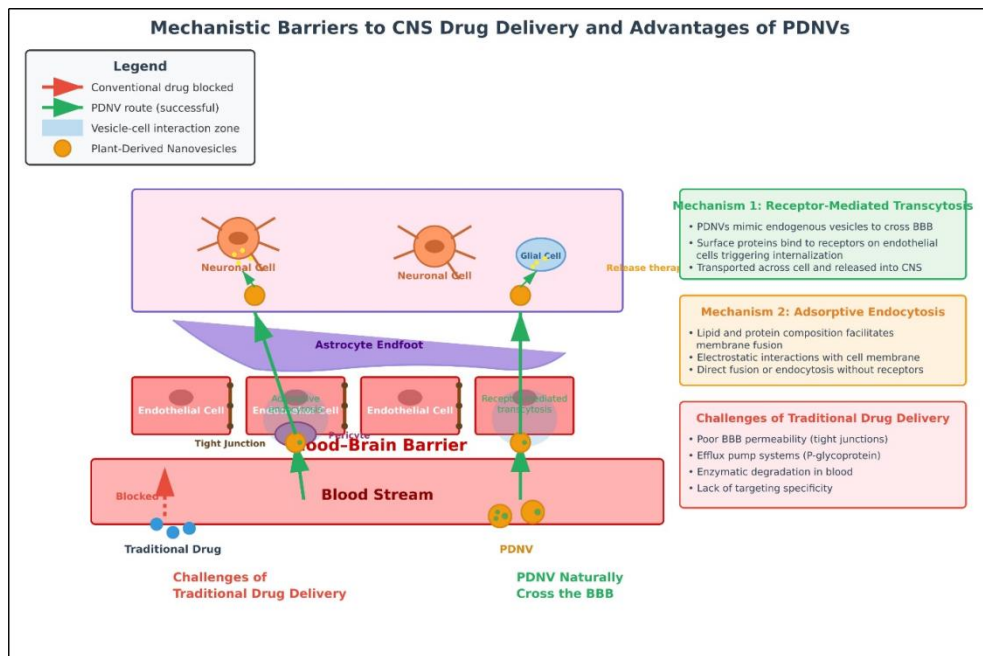 Mechanistic Barriers to CNS Drug Delivery and Advantages of PDNVs
Legend
Conventional drug blocked
PDNV route (successful)
Vesicle-cell interaction zone
Plant-Derived Nanovesicles
Neuronal Cell
Neuronal Cell
Glial Cell
Release therap
Astrocyte Endfoot
Endothelial Cell
Endothelial Cell
Endothelial Cell
Receptor-mediated
transcytosis
Tight Junction
Pericyte
ood–Brain Barrier
Blood Stream
Blocked
Traditional Drug
PDNV
Challenges of
Traditional Drug Delivery
PDNV Naturally
Cross the BBB
Mechanism 1: Receptor-Mediated Transcytosis
• PDNVs mimic endogenous vesicles to cross BBB
• Surface proteins bind to receptors on endothelial
cells triggering internalization
• Transported across cell and released into CNS
Mechanism 2: Adsorptive Endocytosis
• Lipid and protein composition facilitates
membrane fusion
• Electrostatic interactions with cell membrane
• Direct fusion or endocytosis without receptors
Challenges of Traditional Drug Delivery
• Poor BBB permeability (tight junctions)
• Efflux pump systems (P-glycoprotein)
• Enzymatic degradation in blood
• Lack of targeting specificity